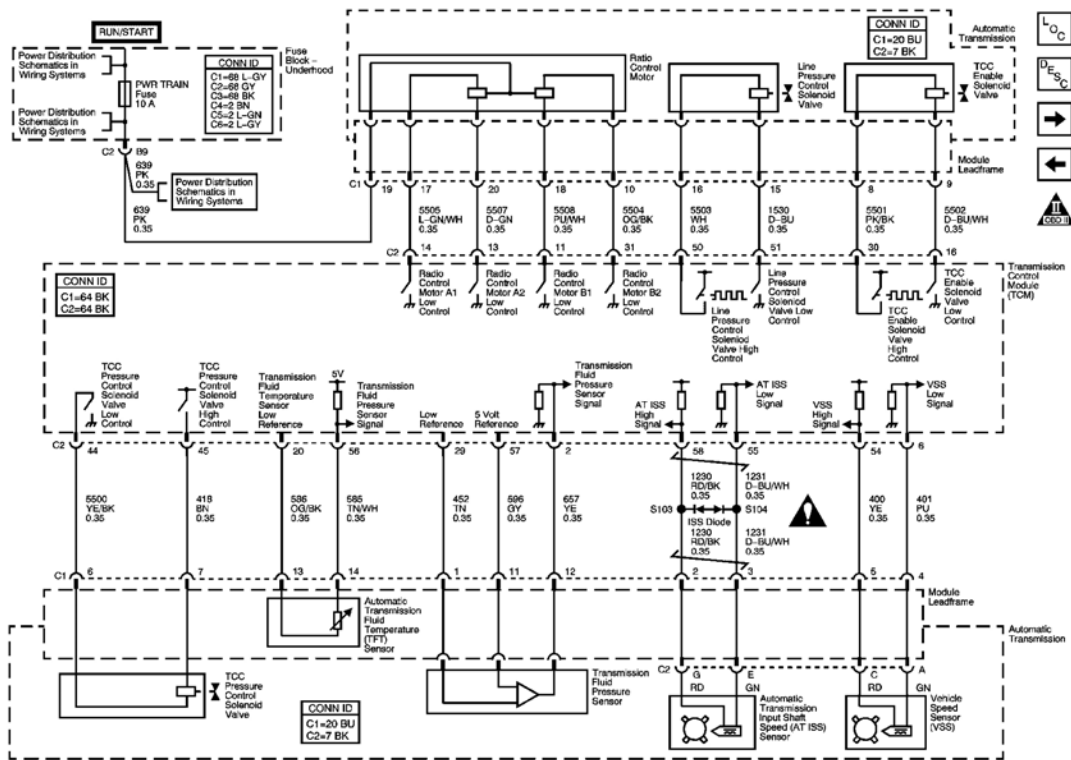 RUN/START
Power Distribution
Schematics in
Wiring Systems
PWR TRAIN
Fuse
10 A
Power Distribution
Schematics in
Wiring Systems
CONN ID
C1=68 L-GY
C2=68 GY
C3=68 BK
C4=2 BN
C5=2 L-GN
C6=2 L-GY
Fuse
Block –
Underhood
C2 B9
639
PK
0.35
Power Distribution
Schematics in
Wiring Systems
639
PK
0.35
Ratio
Control
Motor
CONN ID
C1=20 BU
C2=7 BK
Automatic
Transmission
Line
Pressure
Control
Solenoid
Valve
TCC
Enable
Solenoid
Valve
Module
Leadframe
LOC
DESC
II
OBD II
C1 19 17 20 18 10 16 15 8 9
5505
L-GN/WH
0.35
5507
D-GN
0.35
5508
PU/WH
0.35
5504
OG/BK
0.35
5503
WH
0.35
1530
D-BU
0.35
5501
PK/BK
0.35
5502
D-BU/WH
0.35
C2 14 13 11 31 50 51 30 16
CONN ID
C1=64 BK
C2=64 BK
Radio
Control
Motor A1
Low
Control
Radio
Control
Motor A2
Low
Control
Radio
Control
Motor B1
Low
Control
Radio
Control
Motor B2
Low
Control
Line
Pressure
Control
Soleniod
Valve High
Control
Line
Pressure
Control
Soleniod
Valve Low
Control
TCC
Enable
Solenoid
Valve
High
Control
TCC
Enable
Solenoid
Valve Low
Control
Transmission
Control
Module
(TCM)
TCC
Pressure
Control
Solenoid
Valve
Low
Control
TCC
Pressure
Control
Solenoid
Valve
High
Control
Transmission
Fluid
Temperature
Sensor
Low
Reference
5V
Transmission
Fluid
Pressure
Sensor
Signal
Low
Reference
5 Volt
Reference
Transmission
Fluid
Pressure
Sensor
Signal
AT ISS
High
Signal
AT ISS
Low
Signal
VSS
High
Signal
VSS
Low
Signal
C2 44 45 20 56 29 57 2 58 55 54 6
5500
YE/BK
0.35
418
BN
0.35
586
OG/BK
0.35
585
TN/WH
0.35
452
TN
0.35
596
GY
0.35
657
YE
0.35
1230
RD/BK
0.35
1231
D-BU/WH
0.35
S103
ISS Diode
S104
1230
RD/BK
0.35
1231
D-BU/WH
0.35
400
YE
0.35
401
PU
0.35
C1 6 7 13 14 1 11 12 2 3 5 4
Module
Leadframe
Automatic
Transmission
Automatic
Transmission
Fluid
Temperature
(TFT)
Sensor
C2 G E C A
RD GN RD GN
TCC
Pressure
Control
Solenoid
Valve
CONN ID
C1=20 BU
C2=7 BK
Transmission
Fluid
Pressure
Sensor
Automatic
Transmission
Input Shaft
Speed (AT ISS)
Sensor
Vehicle
Speed
Sensor
(VSS)